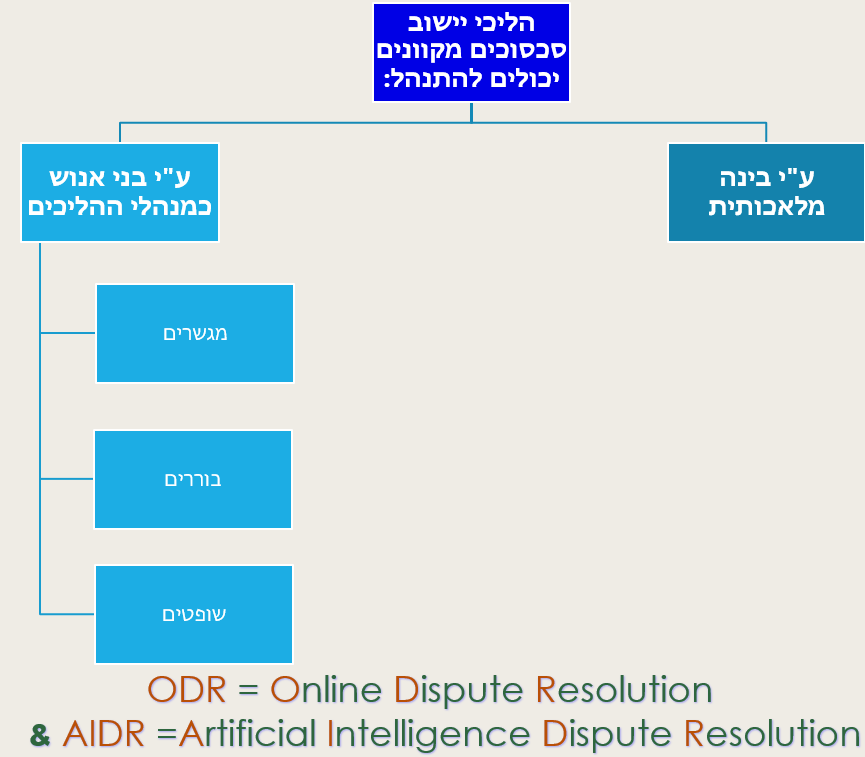 הליכי יישוב
סכסוכים מקוונים
יכולים להתנהל:
ע"י בינה
מלאכותית
ע"י בני אנוש
כמנהלי ההליכים
מגשרים
בוררים
שופטים
ODR = Online Dispute Resolution
& AIDR =Artificial Intelligence Dispute Resolution